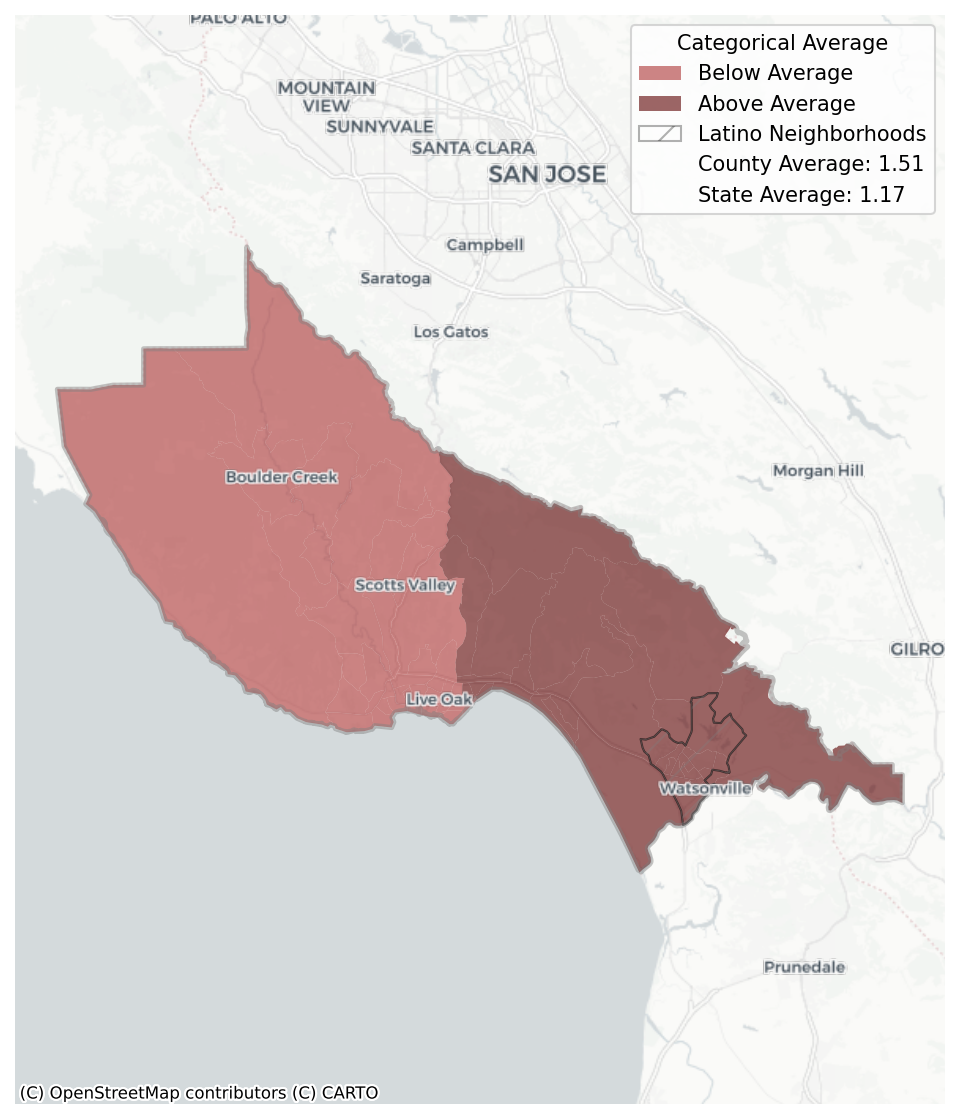 PALO ALTO
MOUNTAIN
VIEW
SUNNYVALE
SANTA CLARA
SAN JOSE
Campbell
Saratoga
Los Gatos
Categorical Average
Below Average
Above Average
Latino Neighborhoods
County Average: 1.51
State Average: 1.17
Boulder Creek
Morgan Hill
Scotts Valley
GILRO
Live Oak
Watsonville
Prunedale
(C) OpenStreetMap contributors (C) CARTO